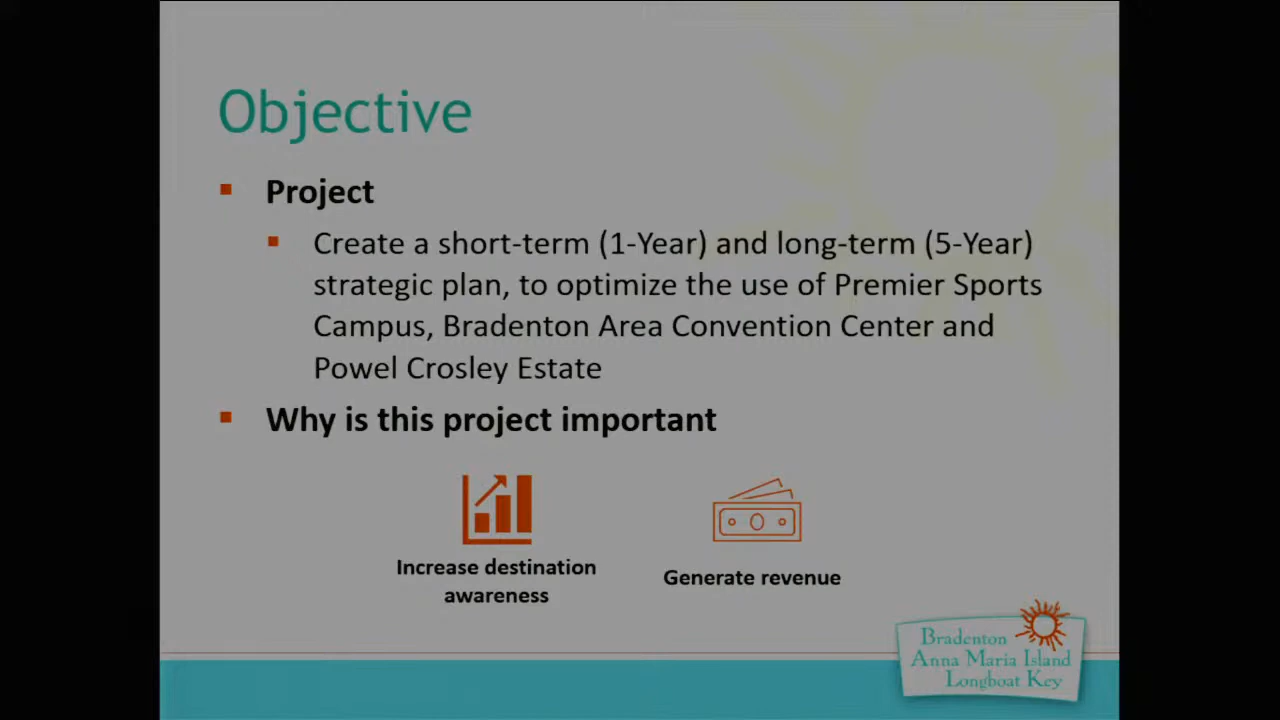 Objective
Project
Create a short-term (1-Year) and long-term (5-Year)
strategic plan, to optimize the use of Premier Sports
Campus, Bradenton Area Convention Center and
Powel Crosley Estate
Why is this project important
Increase destination
awareness
Generate revenue
Bradenton
Anna Maria Island
Longboat Key